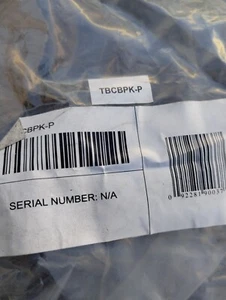 TBCBPK-P
CBPK-P
SERIAL NUMBER: N/A